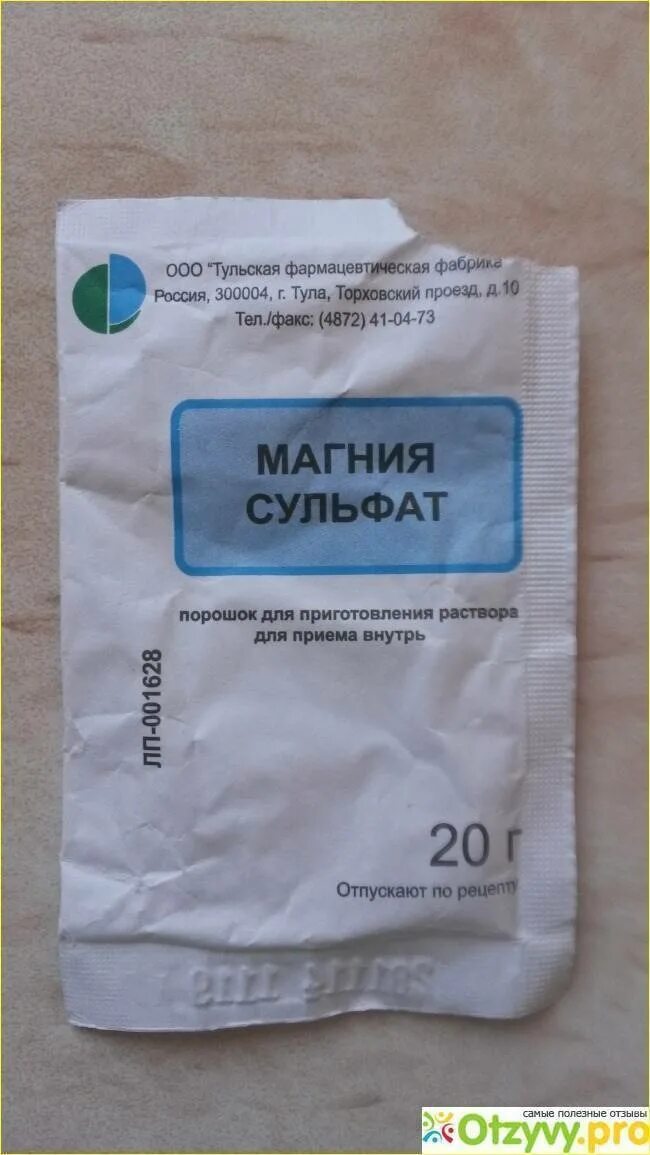 ООО "Тульская фармацевтическая фабрика
Россия, 300004, г. Тула, Торховский проезд, д.10
Тел./факс: (4872) 41-04-73
МАГНИЯ
СУЛЬФАТ
порошок для приготовления раствора
для приема внутрь
ЛП-001628
20 г
Отпускают по рецепту
самые полезные отзывы
Otzyvy.pro